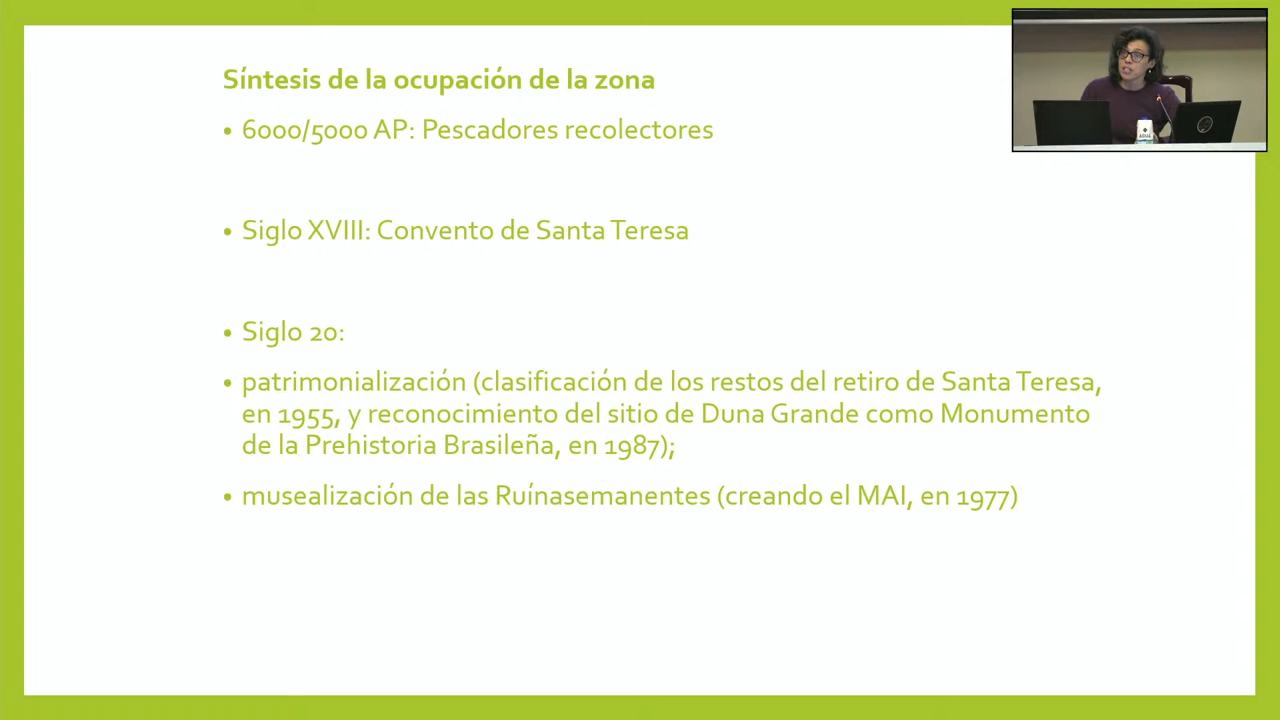 Síntesis de la ocupación de la zona
• 6000/5000 AP: Pescadores recolectores
• Siglo XVIII: Convento de Santa Teresa
• Siglo 20:
• patrimonialización (clasificación de los restos del retiro de Santa Teresa,
en 1955, y reconocimiento del sitio de Duna Grande como Monumento
de la Prehistoria Brasileña, en 1987);
• musealización de las Ruínasemanentes (creando el MAI, en 1977)